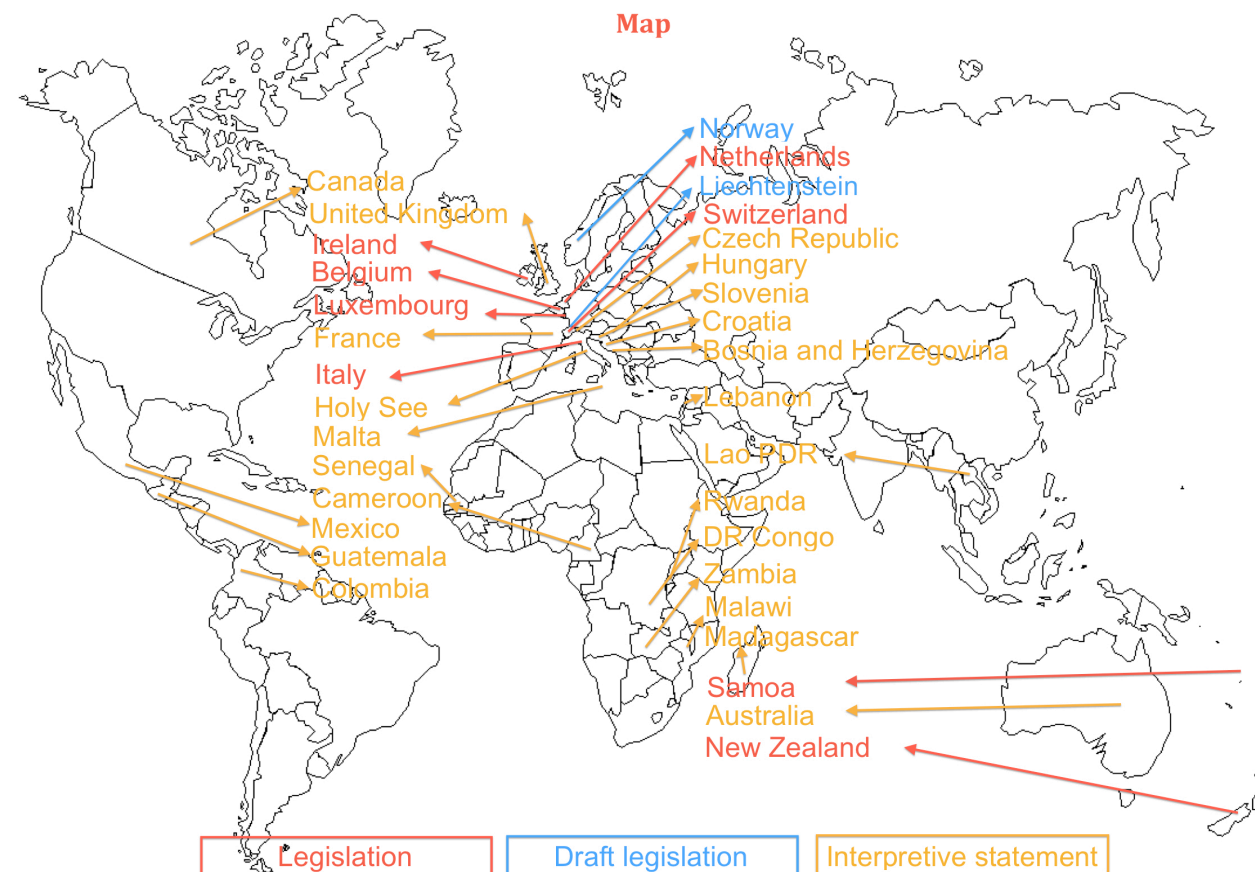 Map
Norway
Netherlands
Canada
Liechtenstein
United Kingdom
Switzerland
Ireland
Czech Republic
Belgium
Hungary
Luxembourg
Slovenia
France
Croatia
Bosnia and Herzegovina
Italy
Lebanon
Holy See
Malta
Lao PDR
Senegal
Cameroon
Rwanda
Mexico
DR Congo
Guatemala
Zambia
Colombia
Malawi
Madagascar
Samoa
Australia
New Zealand
Legislation
Draft legislation
Interpretive statement